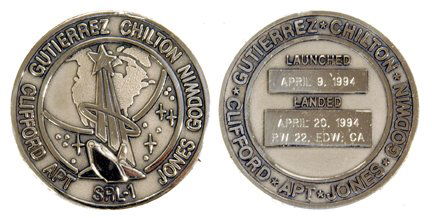 GUTIERREZ CHILTON
GODWIN
JONES
SRL-1
CLIFFORD APT
*GUTIERREZ*CHILTON*
GODWIN*JONES*APT*CLIFFORD
LAUNCHED
APRIL 9, 1994
LANDED
APRIL 20, 1994
RW 22, EDW, CA